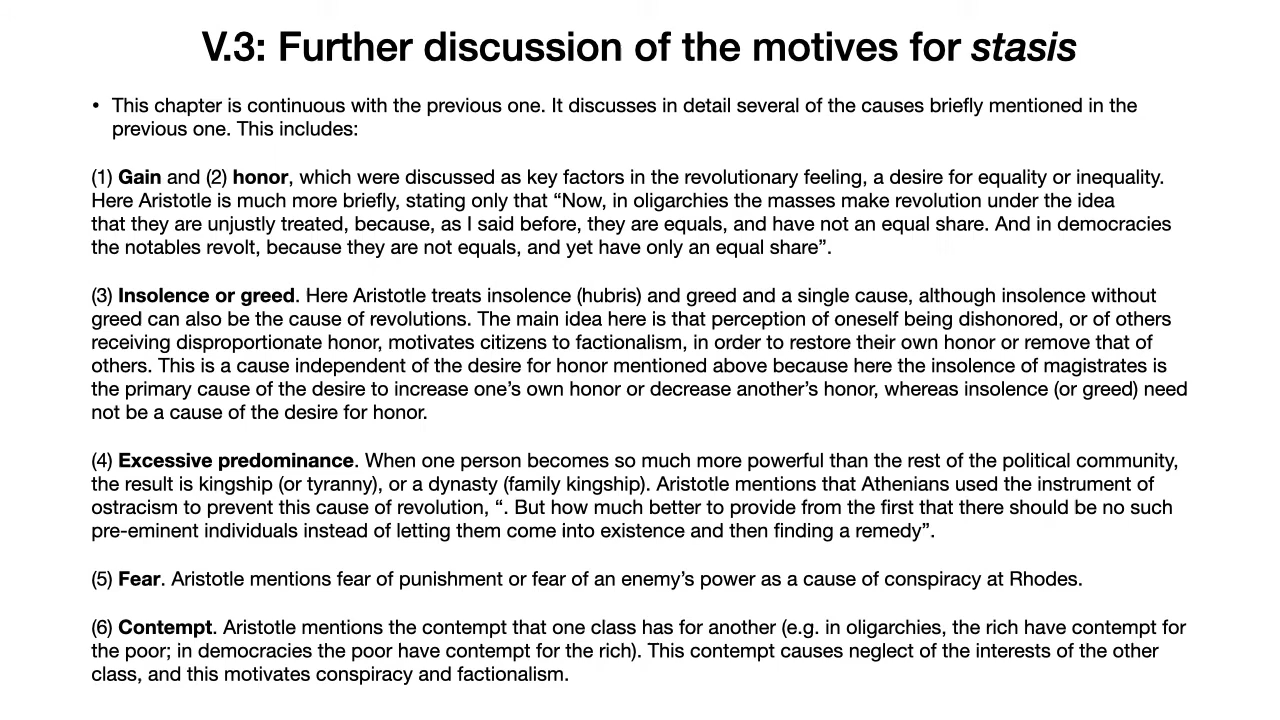 V.3: Further discussion of the motives for stasis
• This chapter is continuous with the previous one. It discusses in detail several of the causes briefly mentioned in the
previous one. This includes:
(1) Gain and (2) honor, which were discussed as key factors in the revolutionary feeling, a desire for equality or inequality.
Here Aristotle is much more briefly, stating only that “Now, in oligarchies the masses make revolution under the idea
that they are unjustly treated, because, as I said before, they are equals, and have not an equal share. And in democracies
the notables revolt, because they are not equals, and yet have only an equal share”.
(3) Insolence or greed. Here Aristotle treats insolence (hubris) and greed and a single cause, although insolence without
greed can also be the cause of revolutions. The main idea here is that perception of oneself being dishonored, or of others
receiving disproportionate honor, motivates citizens to factionalism, in order to restore their own honor or remove that of
others. This is a cause independent of the desire for honor mentioned above because here the insolence of magistrates is
the primary cause of the desire to increase one’s own honor or decrease another’s honor, whereas insolence (or greed) need
not be a cause of the desire for honor.
(4) Excessive predominance. When one person becomes so much more powerful than the rest of the political community,
the result is kingship (or tyranny), or a dynasty (family kingship). Aristotle mentions that Athenians used the instrument of
ostracism to prevent this cause of revolution, “. But how much better to provide from the first that there should be no such
pre-eminent individuals instead of letting them come into existence and then finding a remedy”.
(5) Fear. Aristotle mentions fear of punishment or fear of an enemy’s power as a cause of conspiracy at Rhodes.
(6) Contempt. Aristotle mentions the contempt that one class has for another (e.g. in oligarchies, the rich have contempt for
the poor; in democracies the poor have contempt for the rich). This contempt causes neglect of the interests of the other
class, and this motivates conspiracy and factionalism.